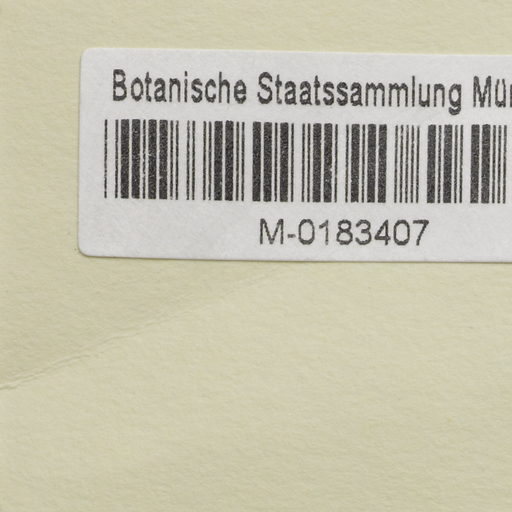 Botanische Staatssammlung Mün
M-0183407